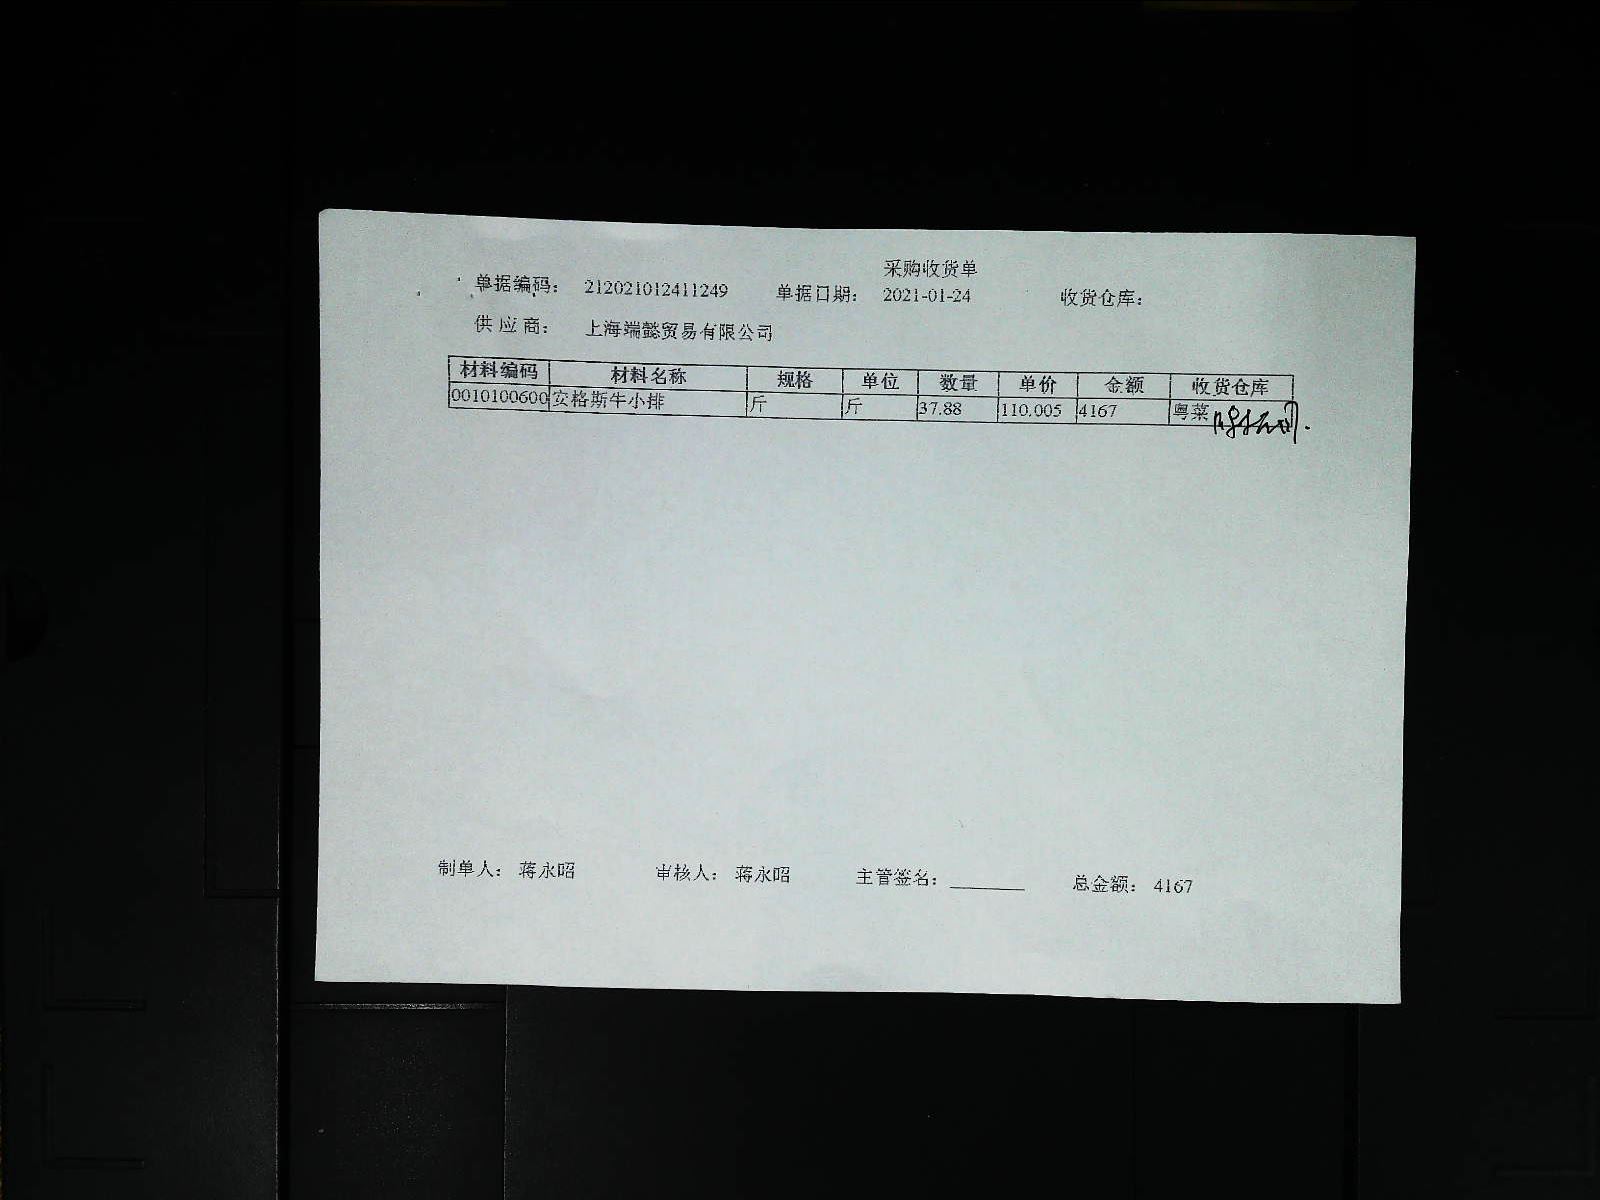 采购收货单
单据编码： 212021012411249 单据日期： 2021-01-24 收货仓库：
供 应 商： 上海端懿贸易有限公司
材料编码 材料名称 规格 单位 数量 单价 金额 收货仓库
0010100600 安格斯牛小排 斤 斤 37.88 110.005 4167 粤菜
制单人： 蒋永昭 审核人： 蒋永昭 主管签名： 总金额： 4167